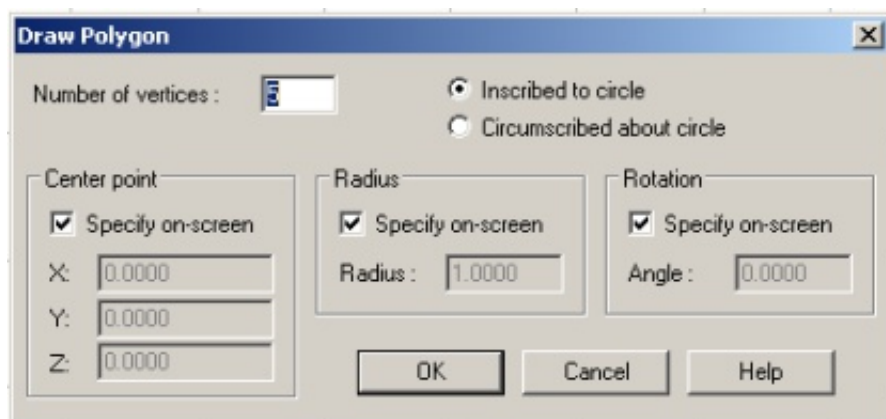 Draw Polygon
Number of vertices : 5
Inscribed to circle
Circumscribed about circle
Center point
Specify on-screen
X: 0.0000
Y: 0.0000
Z: 0.0000
Radius
Specify on-screen
Radius : 1.0000
Rotation
Specify on-screen
Angle : 0.0000
OK
Cancel
Help